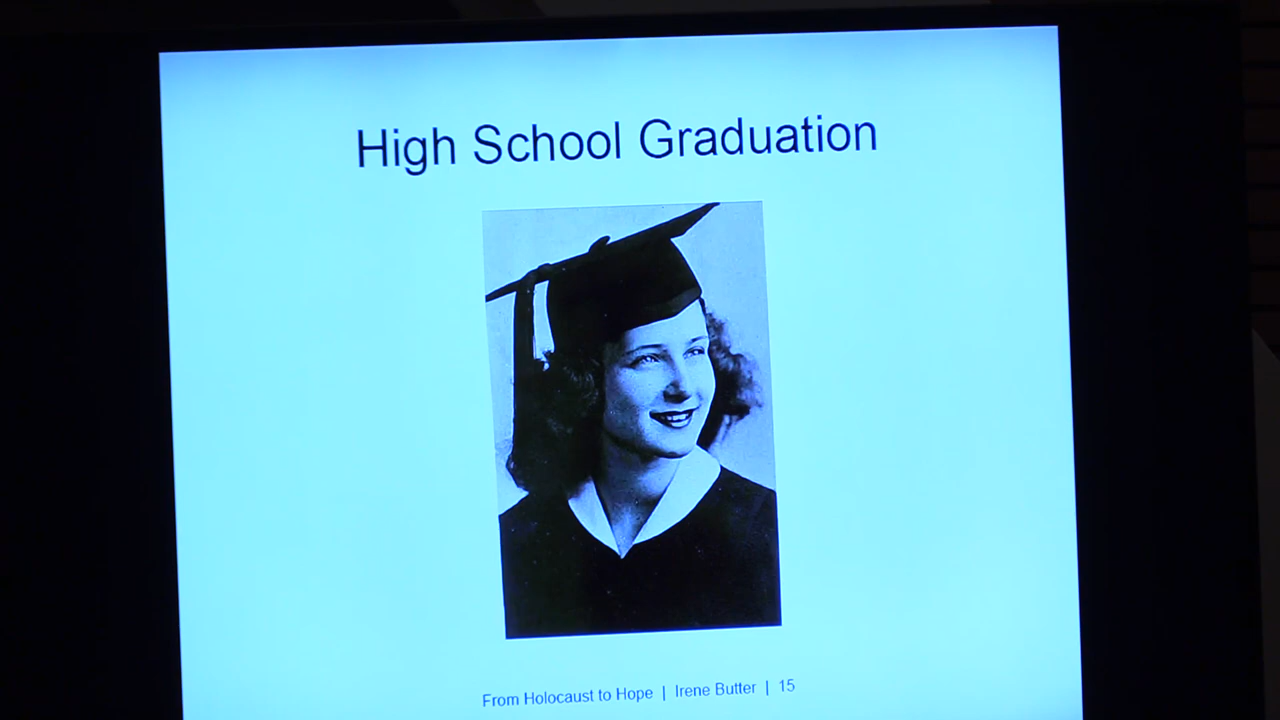 High School Graduation
From Holocaust to Hope | Irene Butter | 15